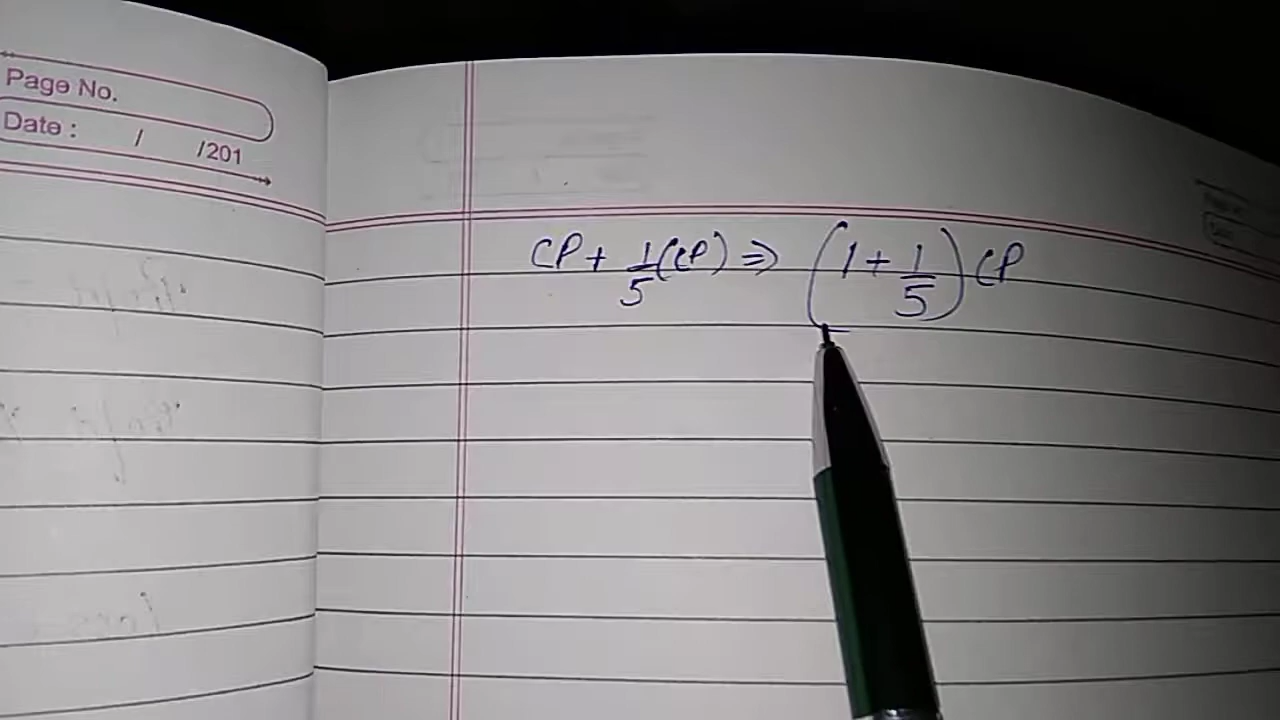 Page No.
Date : / /201
CP + 1/5 (CP) ⇒ (1 + 1/5) CP